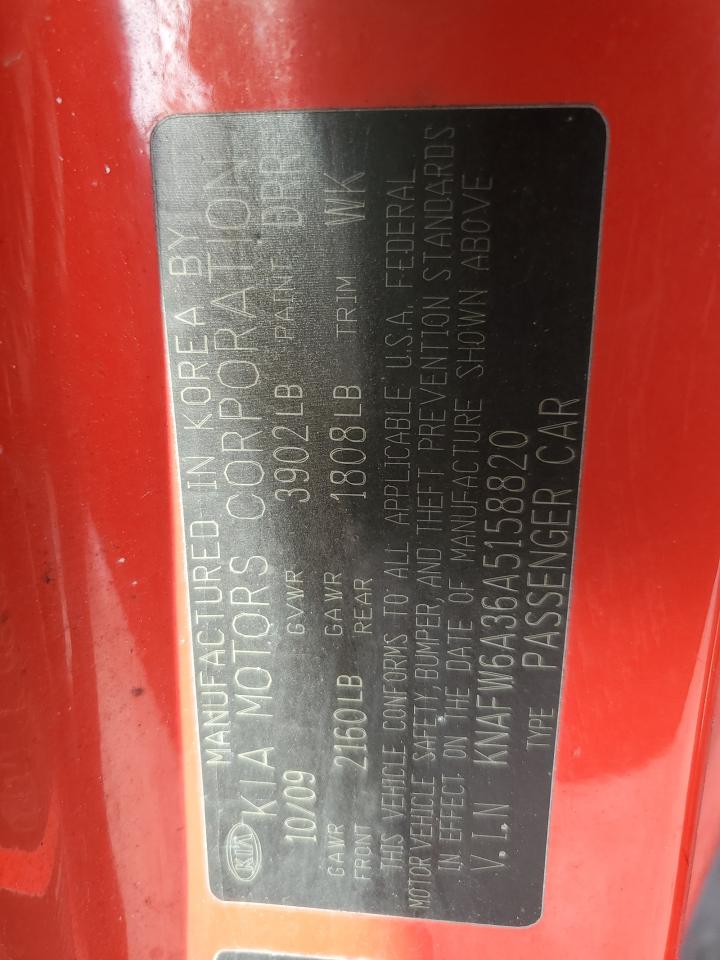 MANUFACTURED IN KOREA BY
KIA KIA MOTORS CORPORATION
10/09 GVWR 3902LB PAINT DRR
GAWR FRONT 2160LB GAWR REAR 1808LB TRIM WK
THIS VEHICLE CONFORMS TO ALL APPLICABLE U.S.A. FEDERAL
MOTOR VEHICLE SAFETY, BUMPER, AND THEFT PREVENTION STANDARDS
IN EFFECT ON THE DATE OF MANUFACTURE SHOWN ABOVE
V.I.N KNAFW6A36A5158820
TYPE PASSENGER CAR